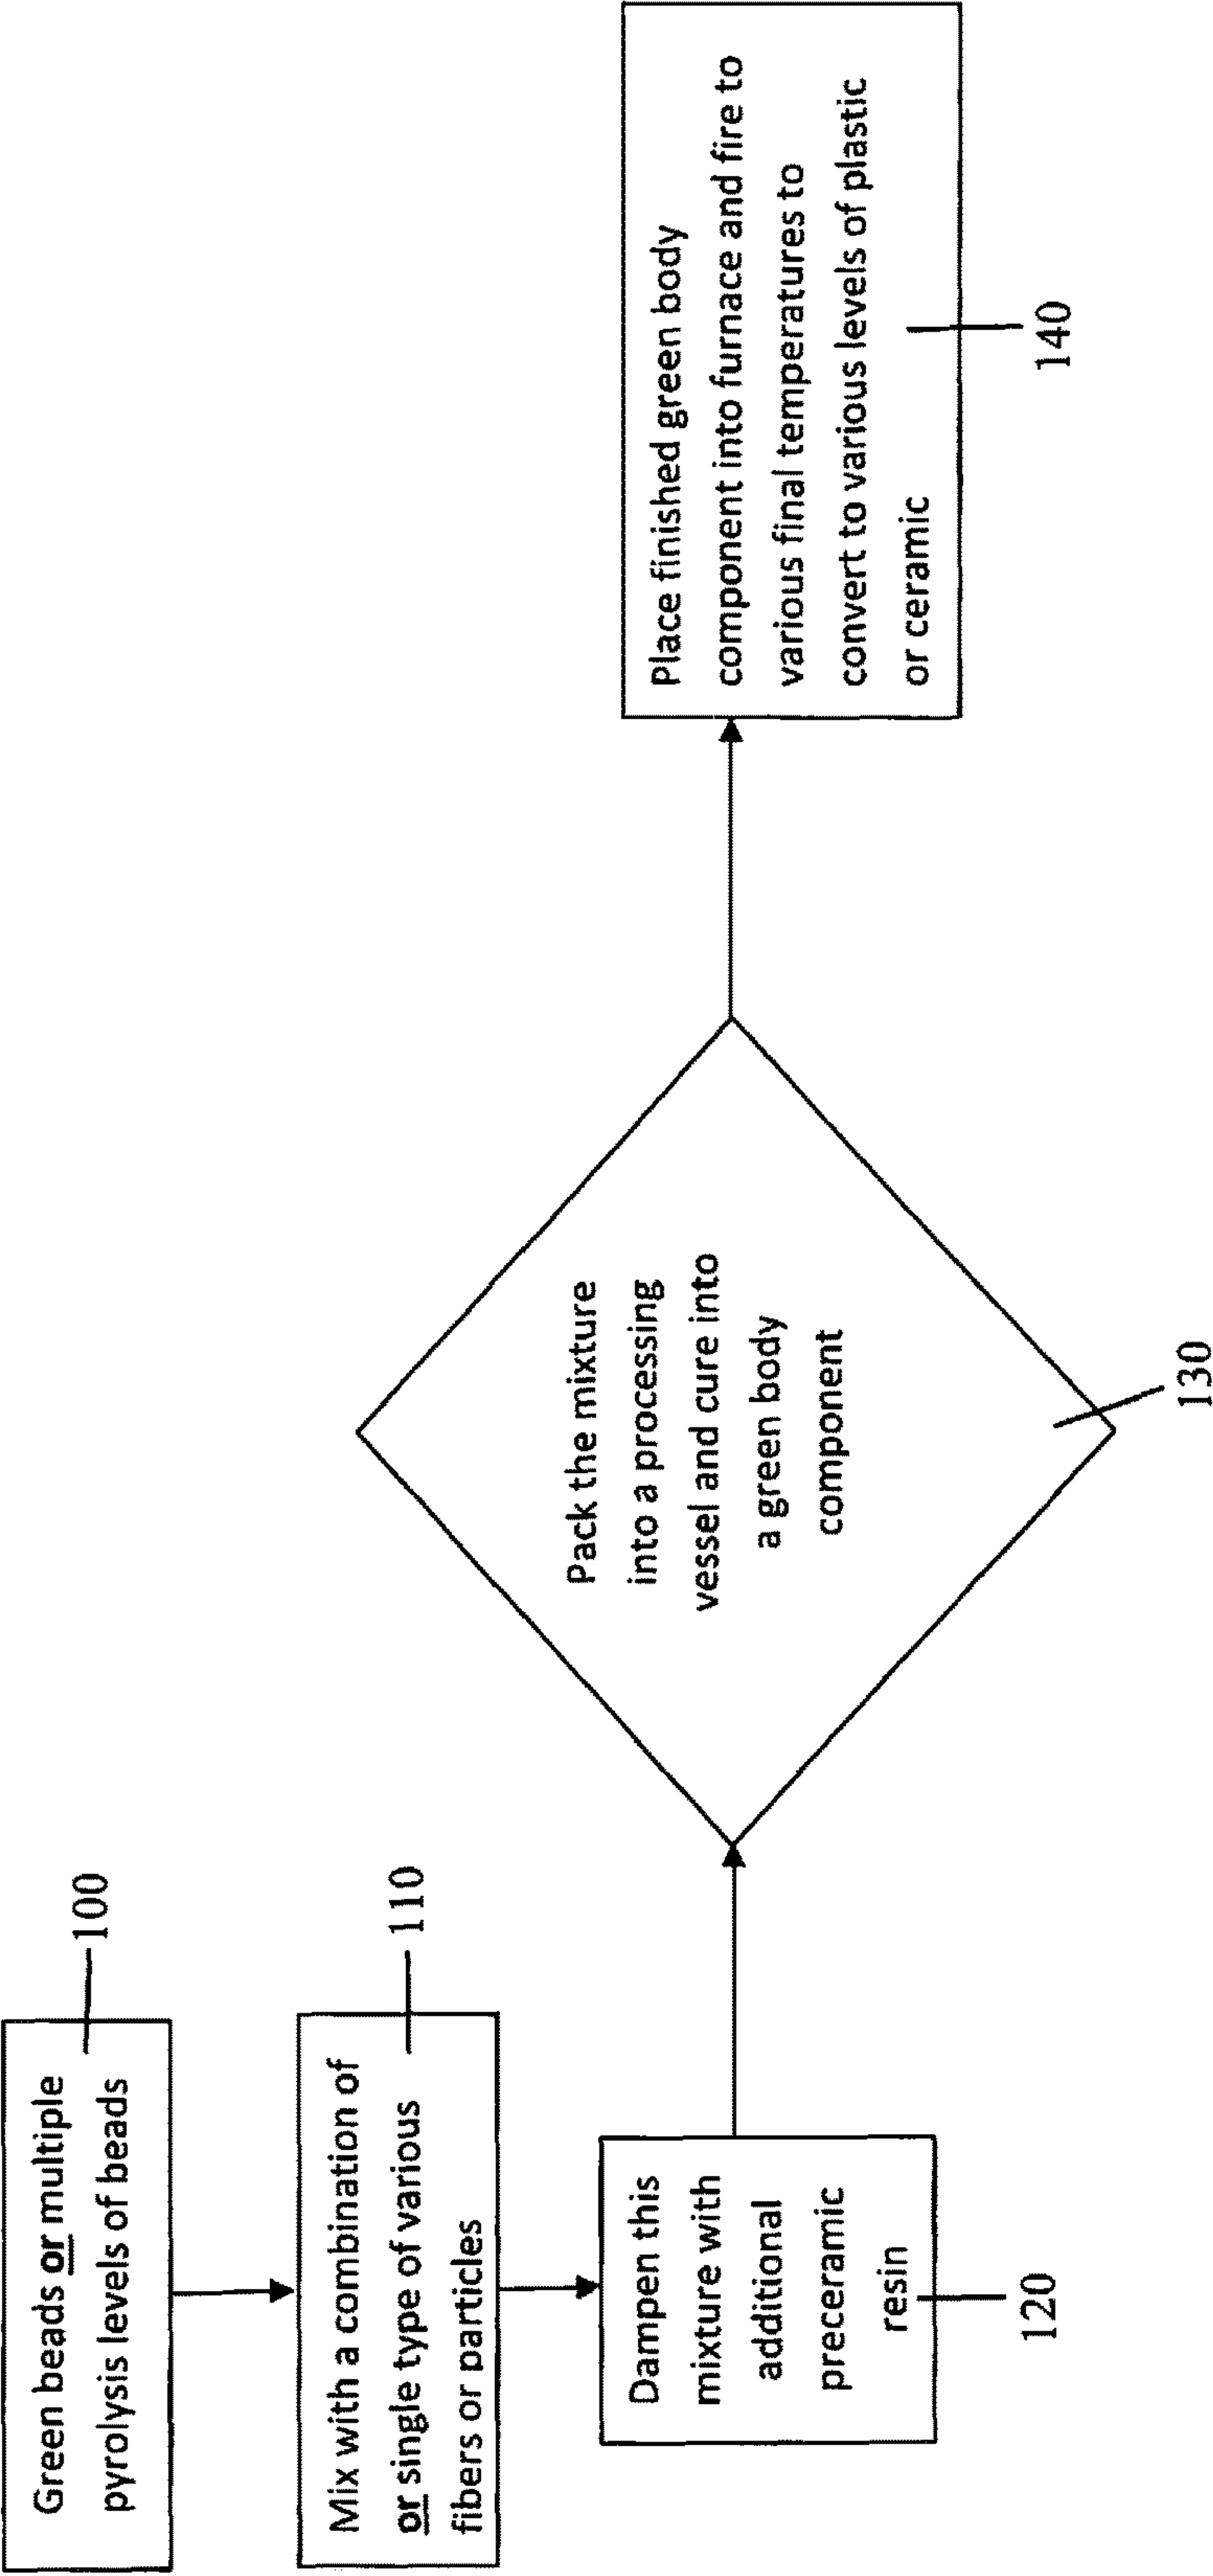 Green beads or multiple
pyrolysis levels of beads
100
Mix with a combination of
or single type of various
fibers or particles
110
Dampen this
mixture with
additional
preceramic
resin
120
Pack the mixture
into a processing
vessel and cure into
a green body
component
130
Place finished green body
component into furnace and fire to
various final temperatures to
convert to various levels of plastic
or ceramic
140